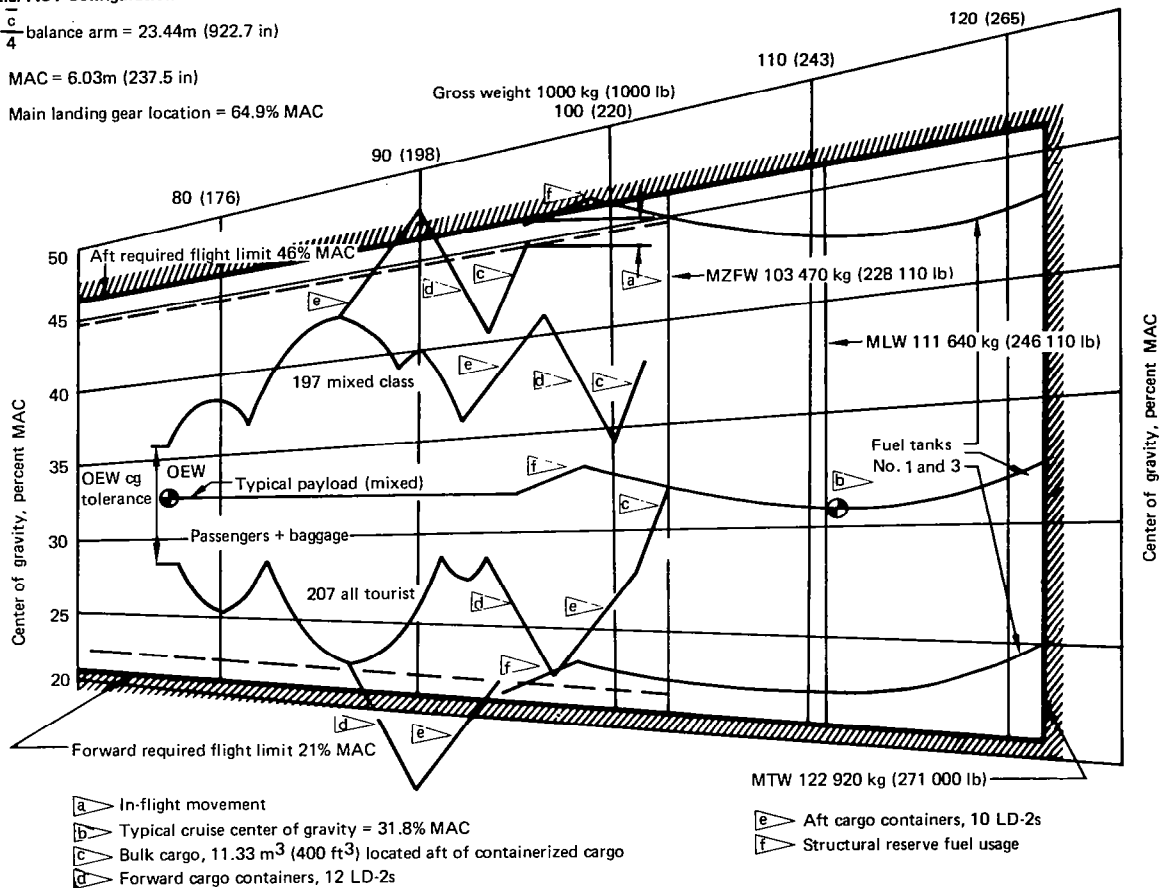 c̄
4
balance arm = 23.44m (922.7 in)
MAC = 6.03m (237.5 in)
Main landing gear location = 64.9% MAC
120 (265)
110 (243)
Gross weight 1000 kg (1000 lb)
100 (220)
90 (198)
80 (176)
f
50
Aft required flight limit 46% MAC
c
d
a
e
MZFW 103 470 kg (228 110 lb)
45
MLW 111 640 kg (246 110 lb)
e
d
c
197 mixed class
40
Center of gravity, percent MAC
Center of gravity, percent MAC
Fuel tanks
No. 1 and 3
35
OEW cg
tolerance
OEW
f
b
Typical payload (mixed)
c
30
Passengers + baggage
207 all tourist
d
e
25
f
20
d
e
Forward required flight limit 21% MAC
MTW 122 920 kg (271 000 lb)
a In-flight movement
b Typical cruise center of gravity = 31.8% MAC
c Bulk cargo, 11.33 m³ (400 ft³) located aft of containerized cargo
d Forward cargo containers, 12 LD-2s
e Aft cargo containers, 10 LD-2s
f Structural reserve fuel usage